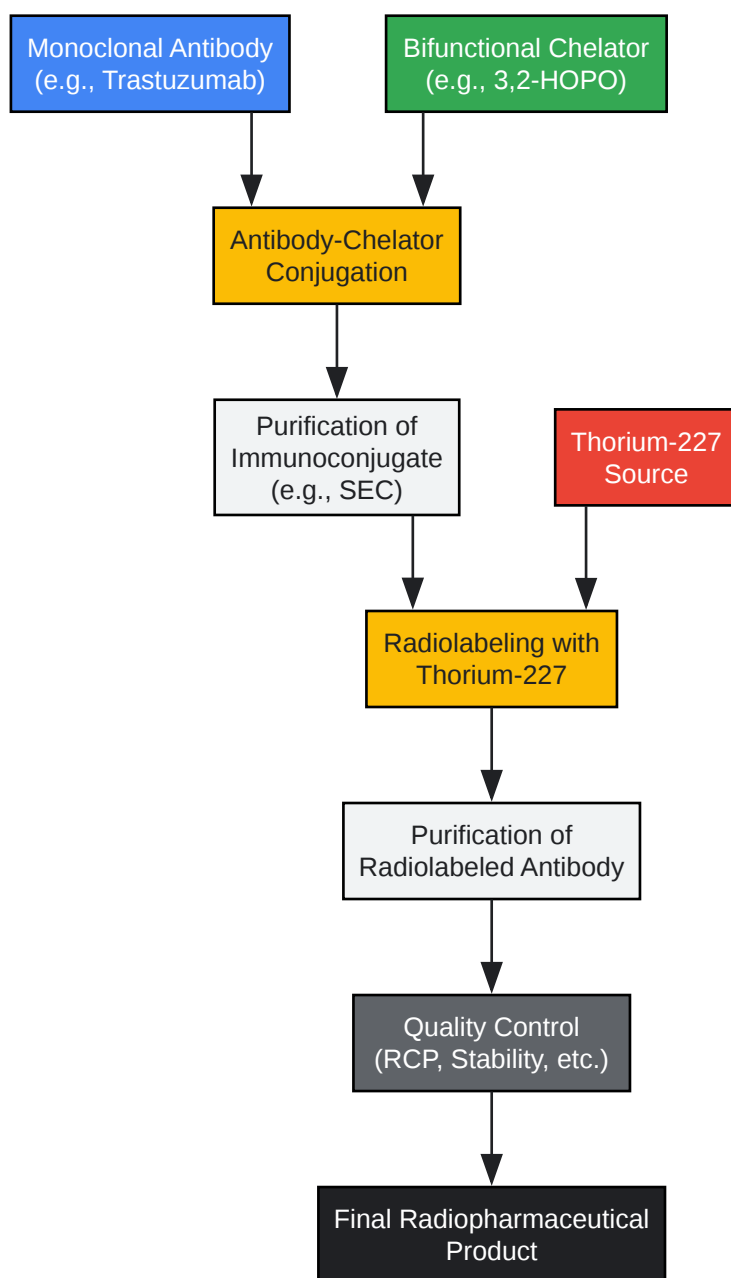 Monoclonal Antibody
(e.g., Trastuzumab)
Bifunctional Chelator
(e.g., 3,2-HOPO)
Antibody-Chelator
Conjugation
Purification of
Immunoconjugate
(e.g., SEC)
Thorium-227
Source
Radiolabeling with
Thorium-227
Purification of
Radiolabeled Antibody
Quality Control
(RCP, Stability, etc.)
Final Radiopharmaceutical
Product